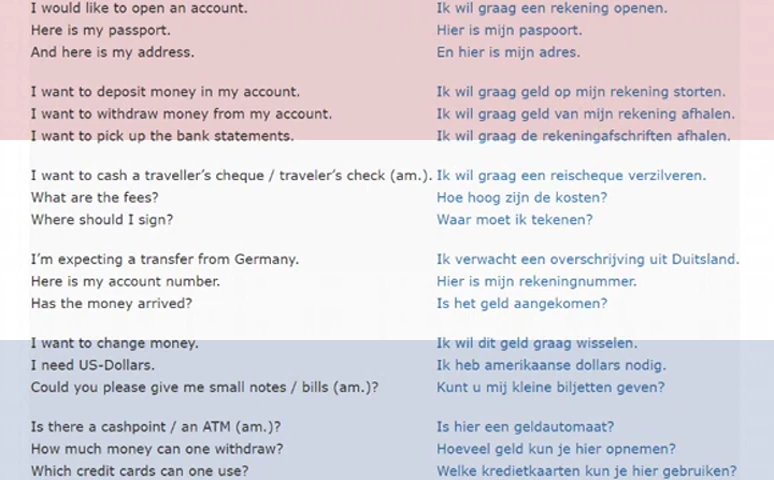 I would like to open an account. Ik wil graag een rekening openen.
Here is my passport. Hier is mijn paspoort.
And here is my address. En hier is mijn adres.
I want to deposit money in my account. Ik wil graag geld op mijn rekening storten.
I want to withdraw money from my account. Ik wil graag geld van mijn rekening afhalen.
I want to pick up the bank statements. Ik wil graag de rekeningafschriften afhalen.
I want to cash a traveller’s cheque / traveler’s check (am.). Ik wil graag een reischeque verzilveren.
What are the fees? Hoe hoog zijn de kosten?
Where should I sign? Waar moet ik tekenen?
I’m expecting a transfer from Germany. Ik verwacht een overschrijving uit Duitsland.
Here is my account number. Hier is mijn rekeningnummer.
Has the money arrived? Is het geld aangekomen?
I want to change money. Ik wil dit geld graag wisselen.
I need US-Dollars. Ik heb amerikaanse dollars nodig.
Could you please give me small notes / bills (am.)? Kunt u mij kleine biljetten geven?
Is there a cashpoint / an ATM (am.)? Is hier een geldautomaat?
How much money can one withdraw? Hoeveel geld kun je hier opnemen?
Which credit cards can one use? Welke kredietkaarten kun je hier gebruiken?